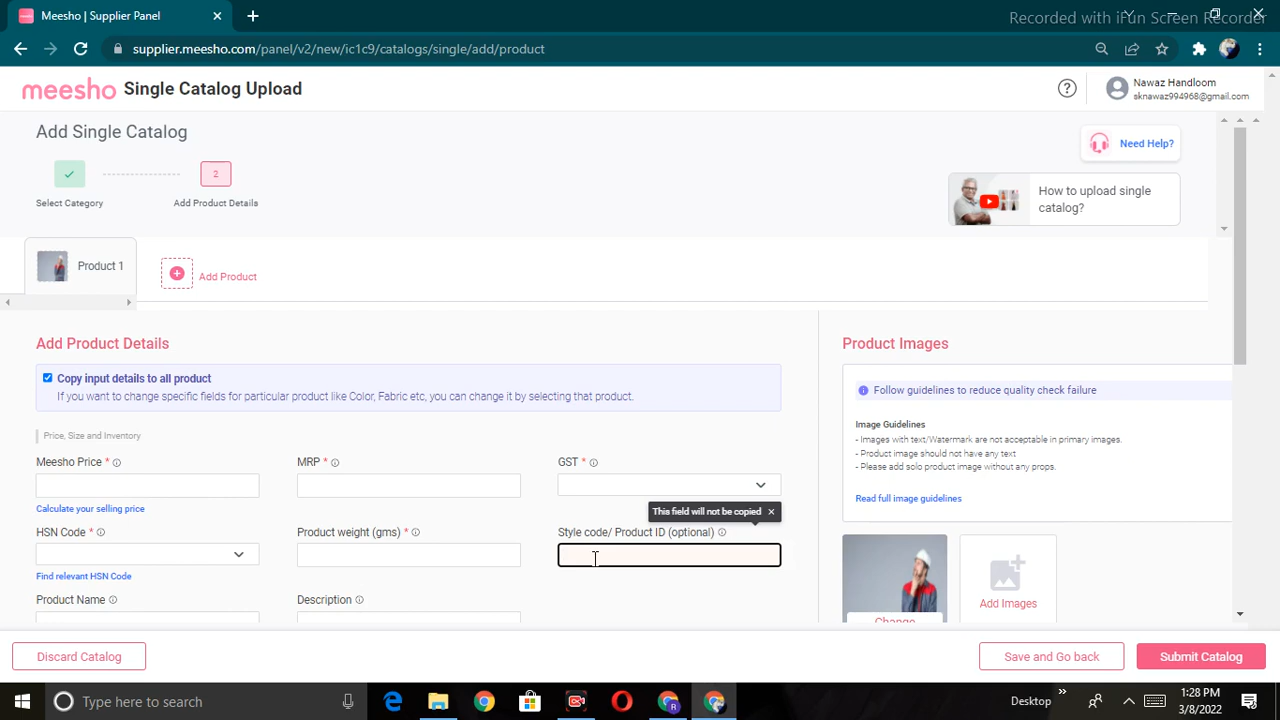 Recorded with iFun Screen Recorder
Meesho | Supplier Panel
supplier.meesho.com/panel/v2/new/ic1c9/catalogs/single/add/product
meesho Single Catalog Upload
Nawaz Handloom
sknawaz994968@gmail.com
Add Single Catalog
Need Help?
2
Select Category
Add Product Details
How to upload single
catalog?
Product 1
Add Product
Add Product Details
Product Images
Copy input details to all product
If you want to change specific fields for particular product like Color, Fabric etc, you can change it by selecting that product.
Follow guidelines to reduce quality check failure
Image Guidelines
- Images with text/Watermark are not acceptable in primary images.
- Product image should not have any text
- Please add solo product image without any props.
Read full image guidelines
Price, Size and Inventory
Meesho Price *
MRP *
GST *
Calculate your selling price
This field will not be copied
HSN Code *
Product weight (gms) *
Style code/ Product ID (optional)
Find relevant HSN Code
Product Name
Description
Add Images
Change
Discard Catalog
Save and Go back
Submit Catalog
Type here to search
Desktop
1:28 PM
3/8/2022